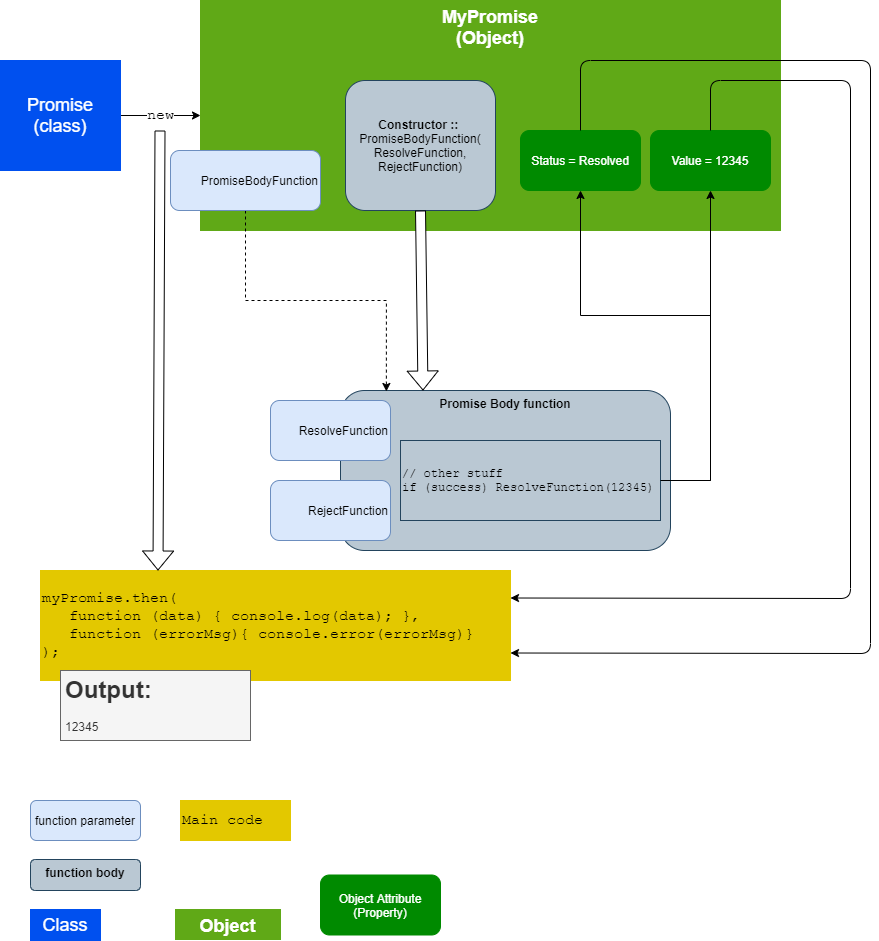 MyPromise
(Object)
Promise
(class)
new
Constructor ::
PromiseBodyFunction(
ResolveFunction,
RejectFunction)
Status = Resolved
Value = 12345
PromiseBodyFunction
Promise Body function
ResolveFunction
RejectFunction
// other stuff
if (success) ResolveFunction(12345)
myPromise.then(
function (data) { console.log(data); },
function (errorMsg){ console.error(errorMsg)}
);
Output:
12345
function parameter
Main code
function body
Object Attribute
(Property)
Class
Object